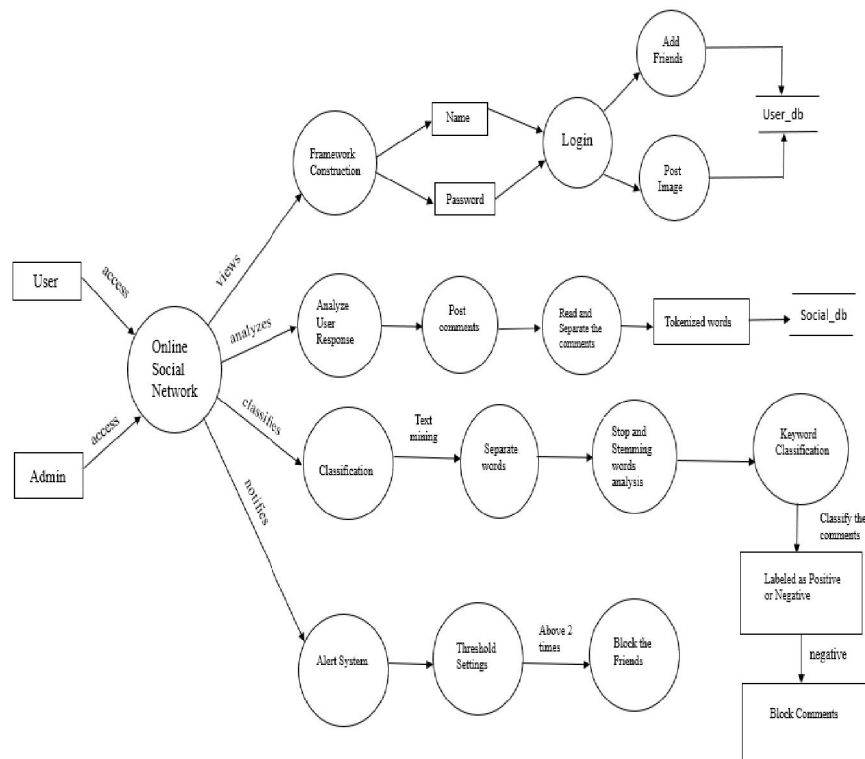 Add
Friends
User_db
Name
Framework
Construction
Login
Password
Post
Image
access
User
views
analyzes
Analyze
User
Response
Post
comments
Read and
Separate the
comments
Tokenized words
Social_db
Online
Social
Network
classifies
access
Admin
Text
mining
Classification
Separate
words
Stop and
Stemming
words
analysis
Keyword
Classification
notifies
Classify the
comments
Labeled as Positive
or Negative
Alert System
Threshold
Settings
Above 2
times
Block the
Friends
negative
Block Comments